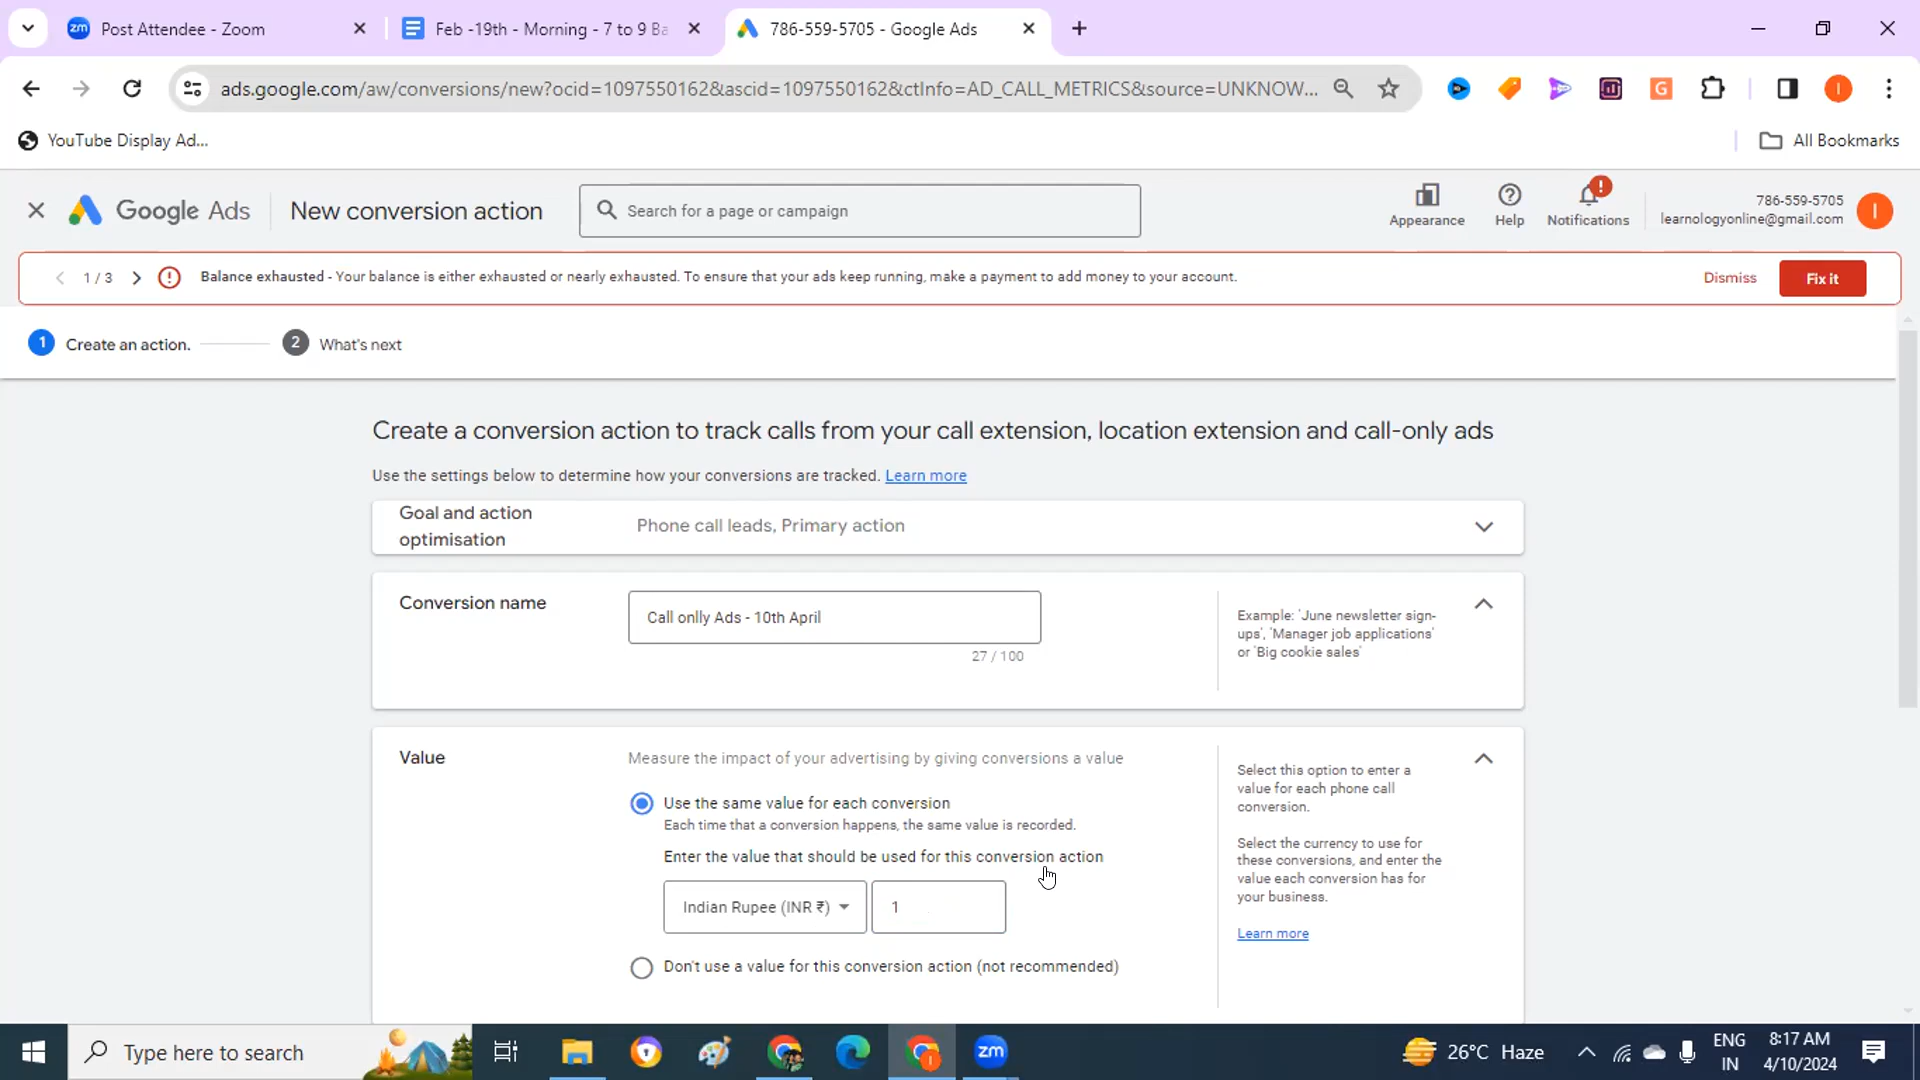 Post Attendee - Zoom
Feb -19th - Morning - 7 to 9 Ba
786-559-5705 - Google Ads
ads.google.com/aw/conversions/new?ocid=1097550162&ascid=1097550162&ctInfo=AD_CALL_METRICS&source=UNKNOW...
YouTube Display Ad...
All Bookmarks
Google Ads
New conversion action
Search for a page or campaign
Appearance
Help
Notifications
786-559-5705
learnologyonline@gmail.com
I
1 / 3
Balance exhausted - Your balance is either exhausted or nearly exhausted. To ensure that your ads keep running, make a payment to add money to your account.
Dismiss
Fix it
1 Create an action.
2 What's next
Create a conversion action to track calls from your call extension, location extension and call-only ads
Use the settings below to determine how your conversions are tracked. Learn more
Goal and action
optimisation
Phone call leads, Primary action
Conversion name
Call onlly Ads - 10th April
27 / 100
Example: 'June newsletter sign-
ups', 'Manager job applications'
or 'Big cookie sales'
Value
Measure the impact of your advertising by giving conversions a value
Use the same value for each conversion
Each time that a conversion happens, the same value is recorded.
Enter the value that should be used for this conversion action
Indian Rupee (INR ₹)
1
Don't use a value for this conversion action (not recommended)
Select this option to enter a
value for each phone call
conversion.
Select the currency to use for
these conversions, and enter the
value each conversion has for
your business.
Learn more
Type here to search
zm
26°C Haze
ENG
IN
8:17 AM
4/10/2024